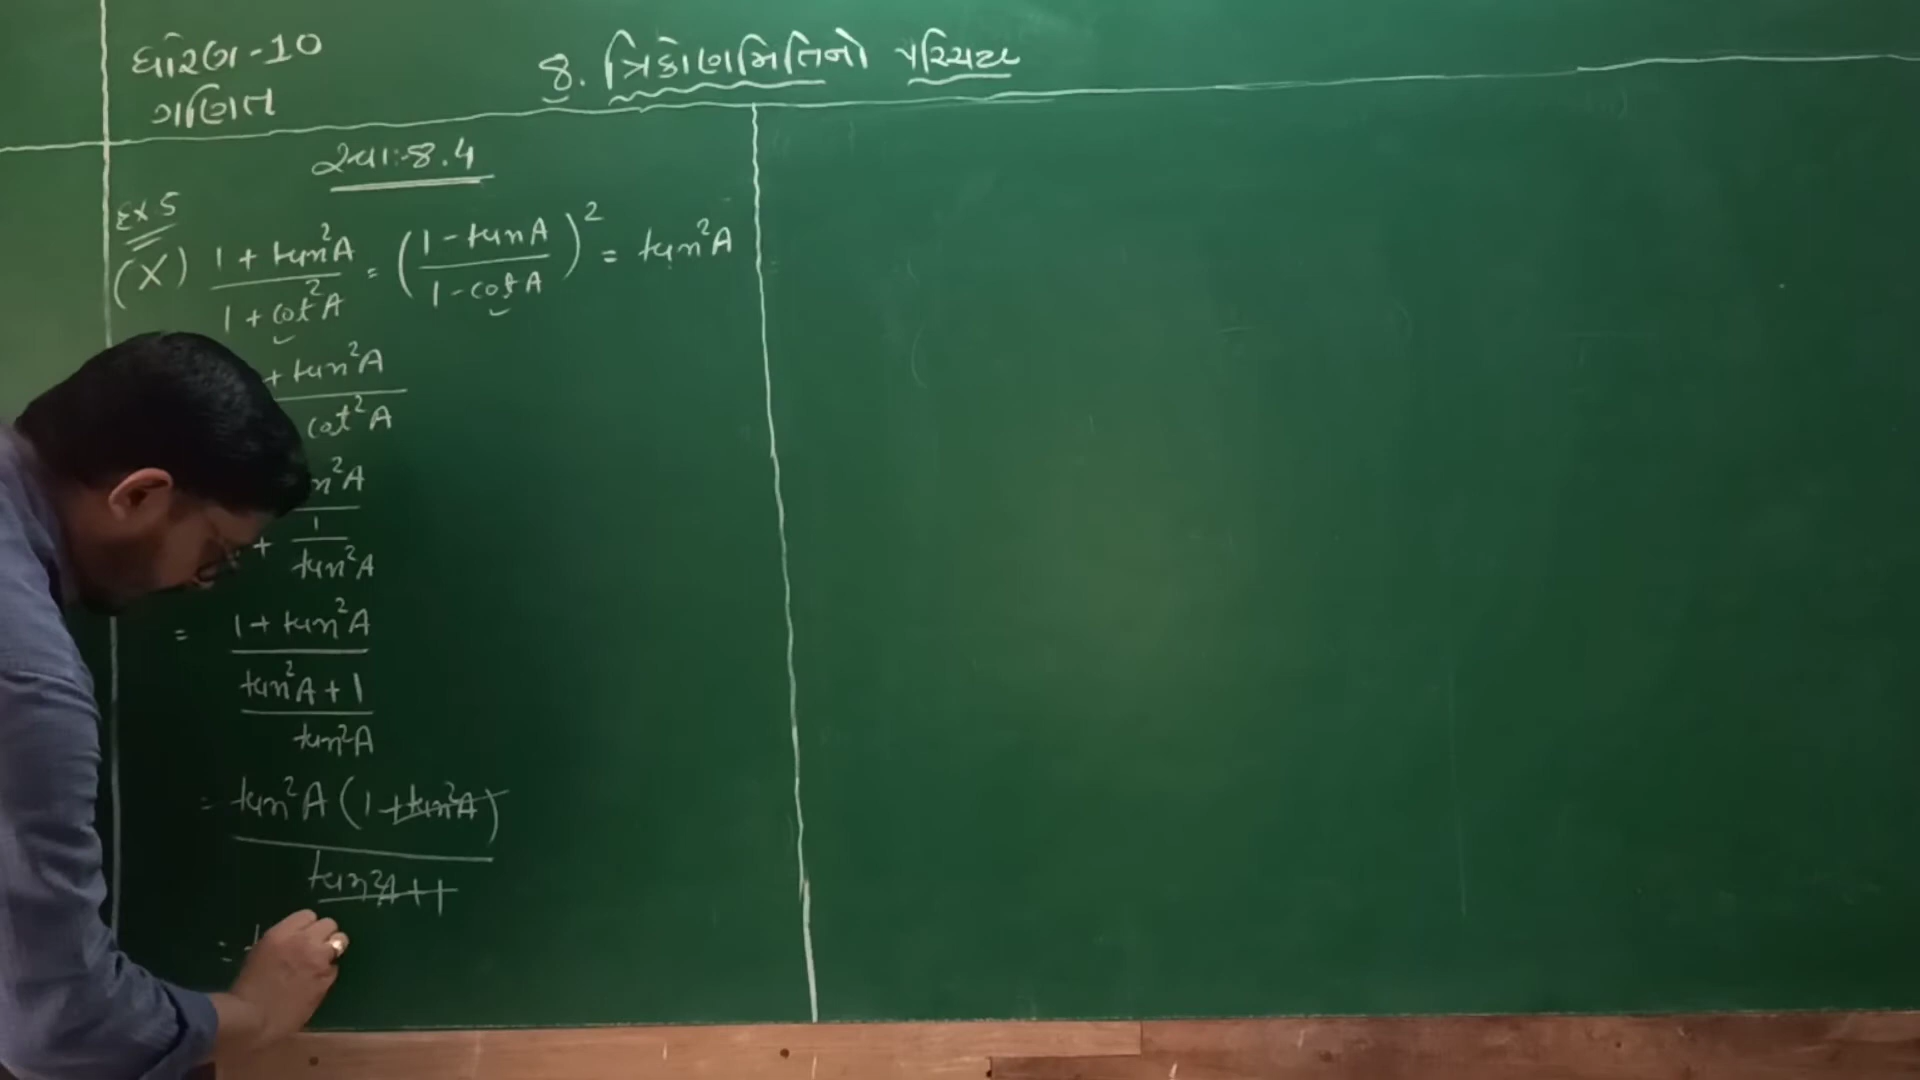 ધોરણ-10
ગણિત
8. ત્રિકોણમિતિનો પરિચય
સ્વા:-8.4
Ex 5
(X) 1 + tan²A / 1 + cot²A = (1 - tanA / 1 - cotA)² = tan²A
+ tan²A
cot²A
n²A
+ 1 / tan²A
= 1 + tan²A
tan²A + 1
tan²A
= tan²A (1 + tan²A)
tan²A + 1
=